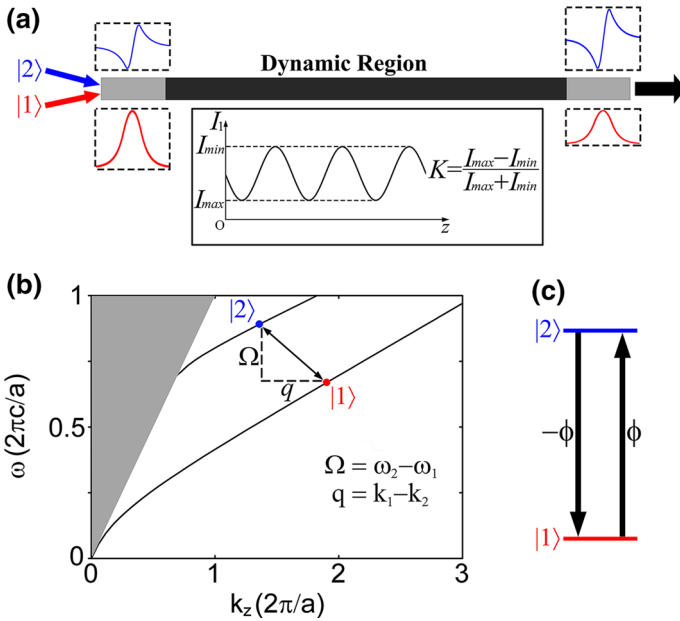 (a)
|2⟩
|1⟩
Dynamic Region
I1
Imin
Imax
O
z
K=Imax−Imin
Imax+Imin
(b)
1
0.5
0
ω(2πc/a)
|2⟩
Ω
q
|1⟩
Ω = ω2−ω1
q = k1−k2
0
1
2
3
kz(2π/a)
(c)
|2⟩
−ϕ
ϕ
|1⟩